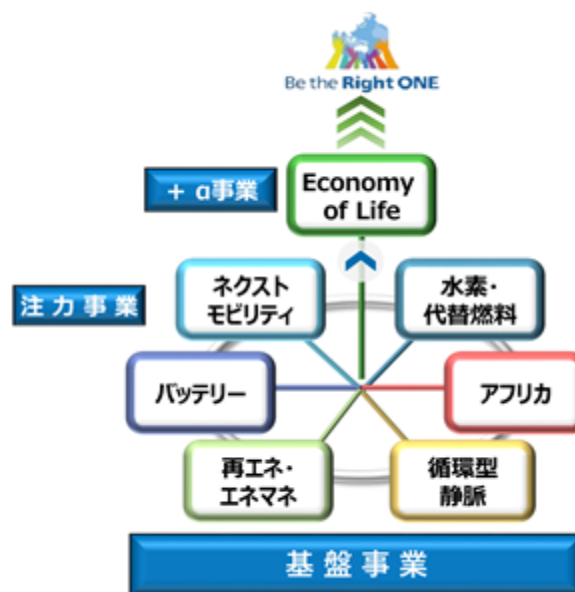 Be the Right ONE
+ α事業
Economy
of Life
注力事業
ネクスト
モビリティ
水素・
代替燃料
バッテリー
アフリカ
再エネ・
エネマネ
循環型
静脈
基盤事業